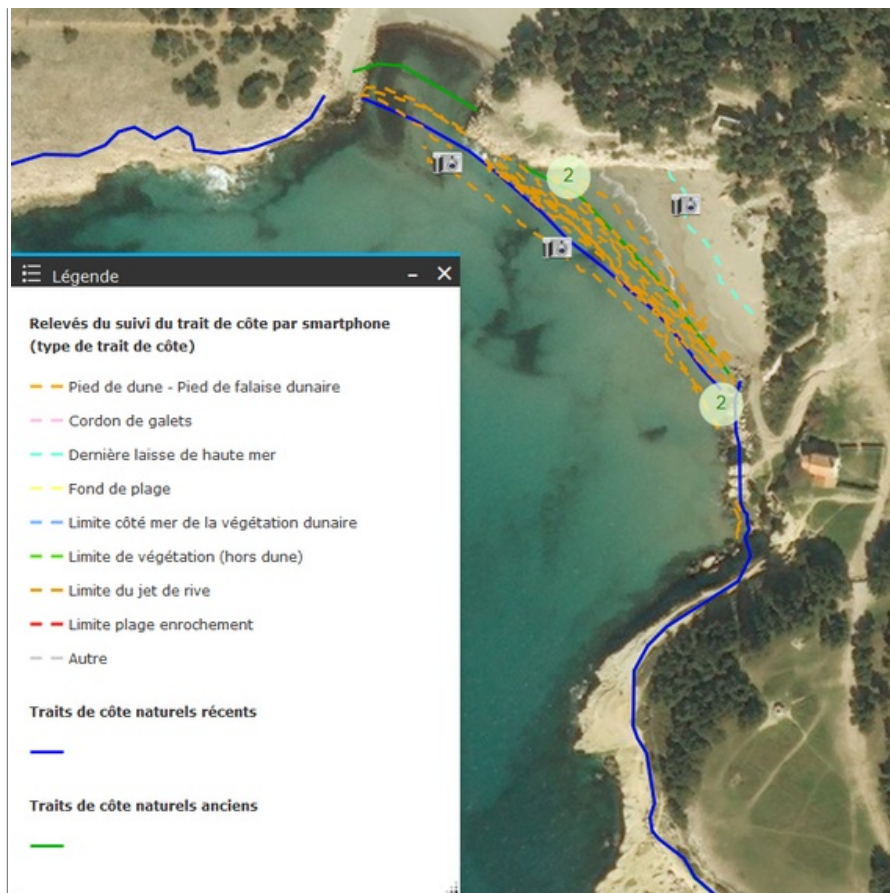 2
2
Légende
Relevés du suivi du trait de côte par smartphone
(type de trait de côte)
Pied de dune - Pied de falaise dunaire
Cordon de galets
Dernière laisse de haute mer
Fond de plage
Limite côté mer de la végétation dunaire
Limite de végétation (hors dune)
Limite du jet de rive
Limite plage enrochement
Autre
Traits de côte naturels récents
Traits de côte naturels anciens